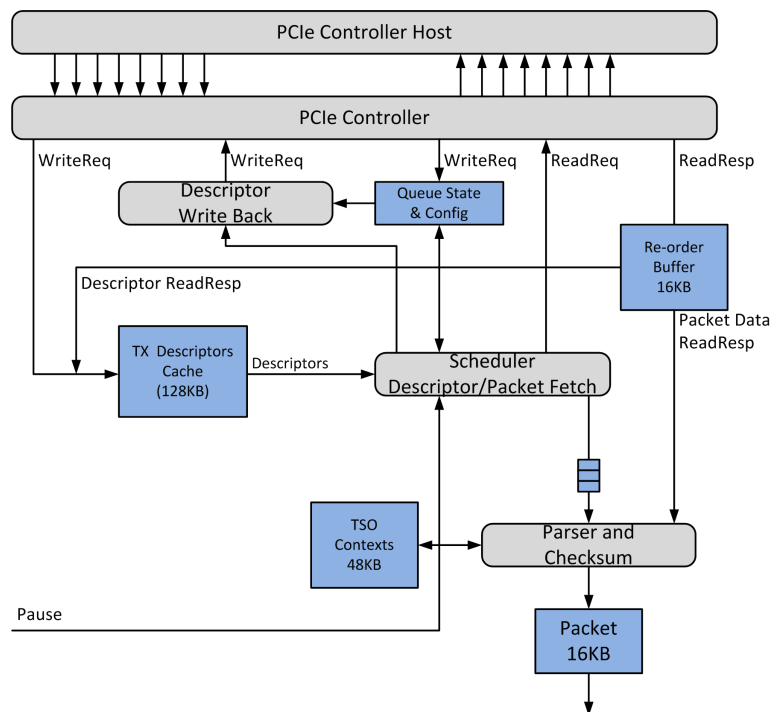 PCIe Controller Host
PCIe Controller
WriteReq
WriteReq
WriteReq
ReadReq
ReadResp
Descriptor
Write Back
Queue State
& Config
Re-order
Buffer
16KB
Descriptor ReadResp
Packet Data
ReadResp
TX Descriptors
Cache
(128KB)
Descriptors
Scheduler
Descriptor/Packet Fetch
TSO
Contexts
48KB
Parser and
Checksum
Pause
Packet
16KB